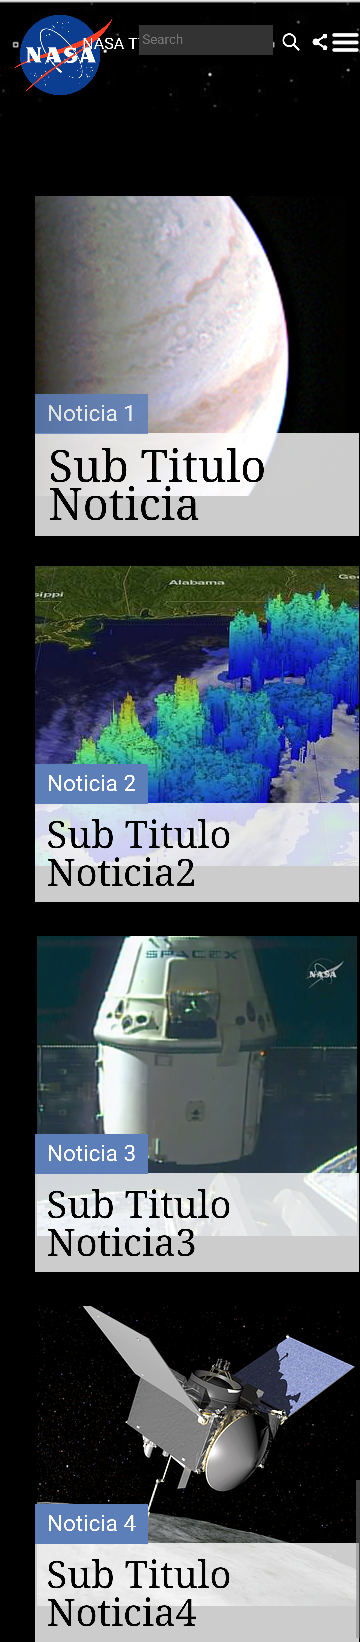 NASA
NASA T
Search
Noticia 1
Sub Titulo
Noticia
Alabama
sippi
Noticia 2
Sub Titulo
Noticia2
SPACEX
NASA
Noticia 3
Sub Titulo
Noticia3
Noticia 4
Sub Titulo
Noticia4